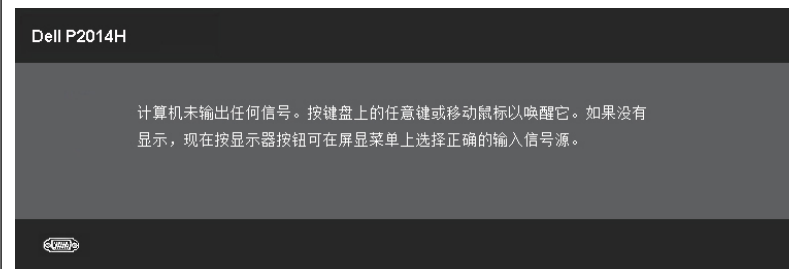 Dell P2014H
计算机未输出任何信号。按键盘上的任意键或移动鼠标以唤醒它。如果没有
显示，现在按显示器按钮可在屏显菜单上选择正确的输入信号源。